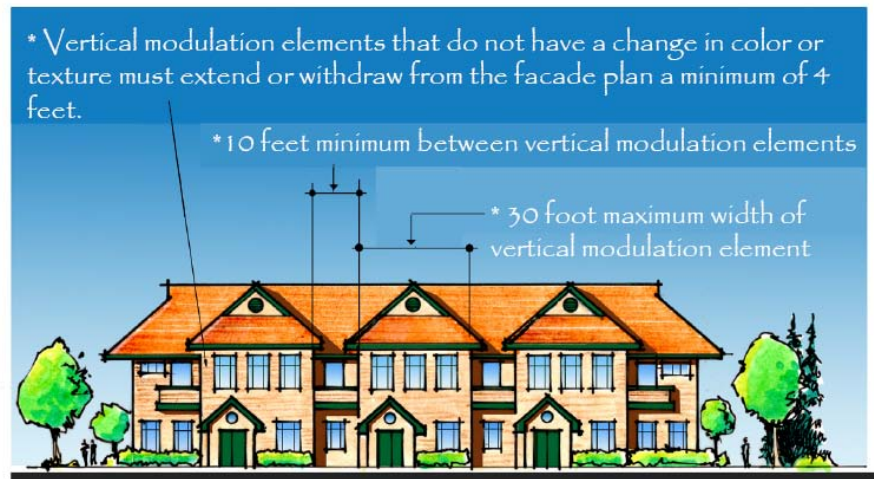 * Vertical modulation elements that do not have a change in color or
texture must extend or withdraw from the facade plan a minimum of 4
feet.
*10 feet minimum between vertical modulation elements
* 30 foot maximum width of
vertical modulation element